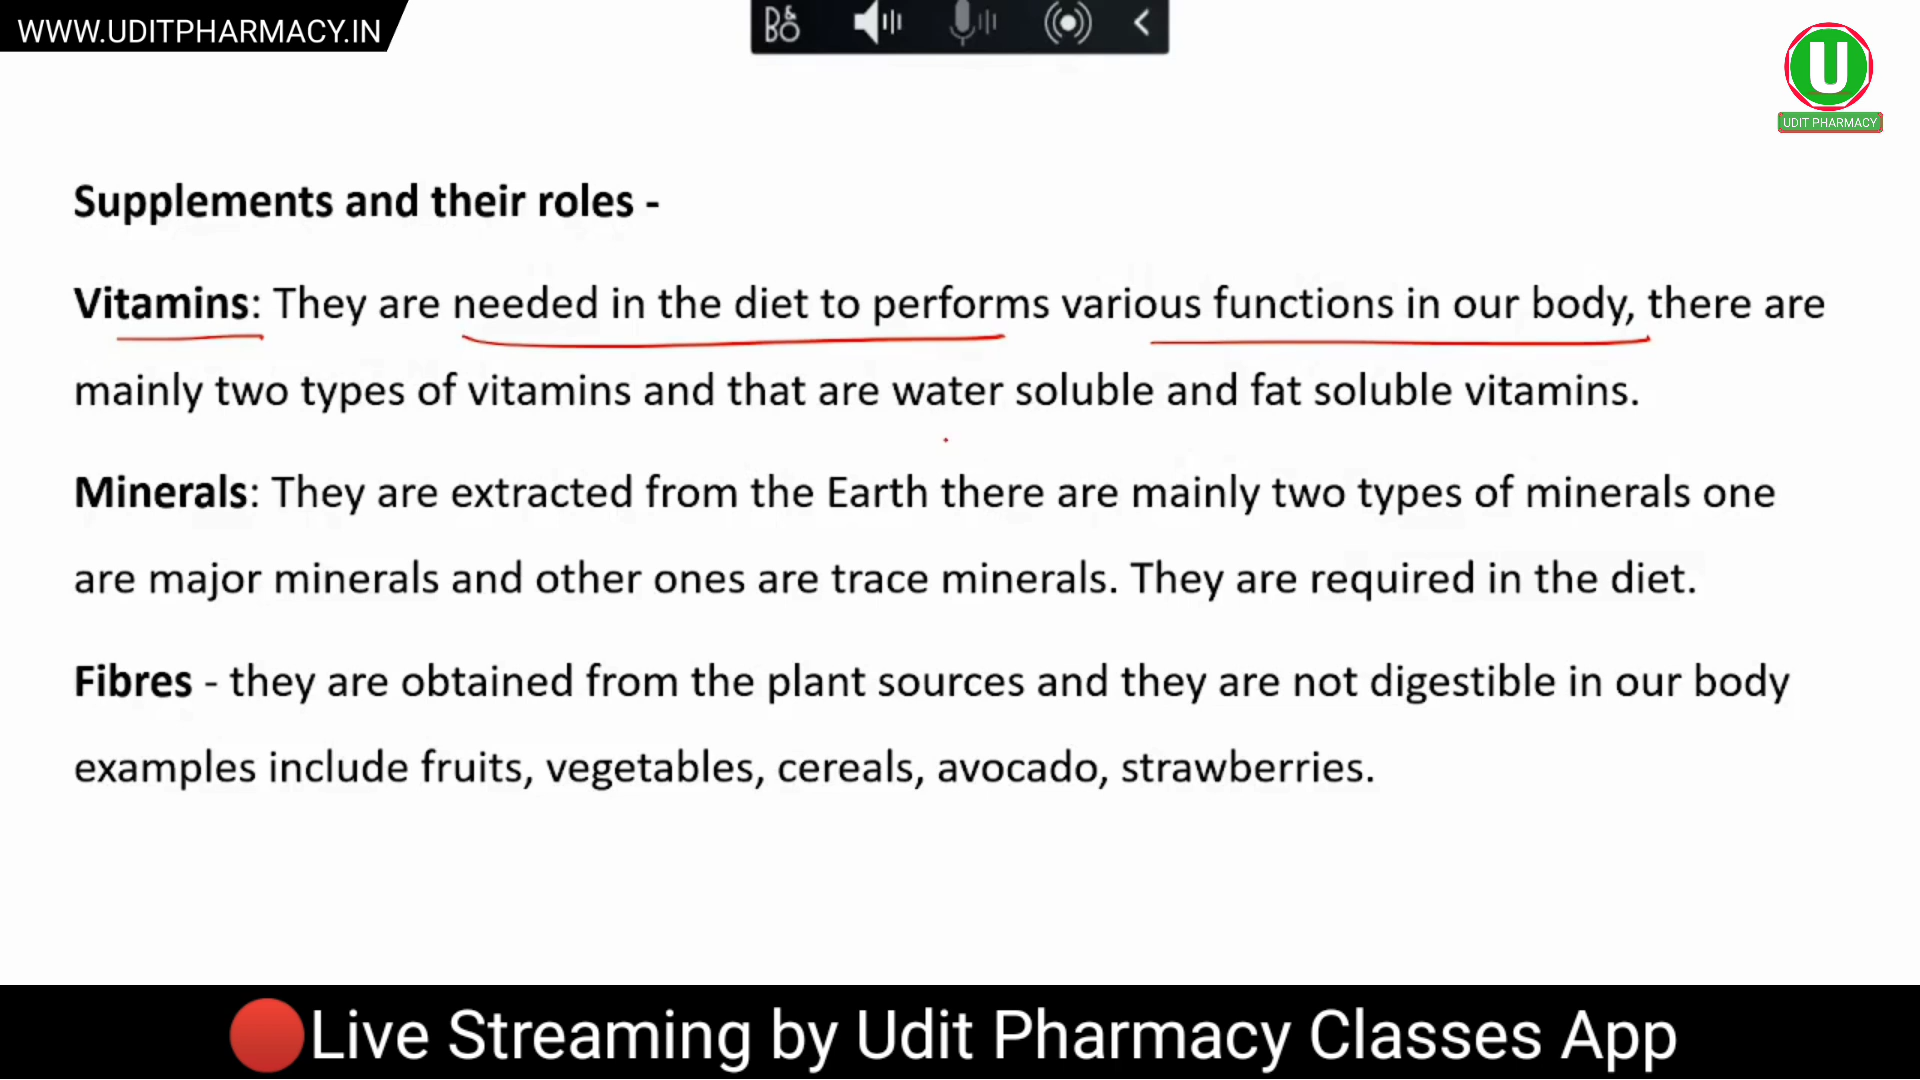 WWW.UDITPHARMACY.IN
U
UDIT PHARMACY
Supplements and their roles -
Vitamins: They are needed in the diet to performs various functions in our body, there are
mainly two types of vitamins and that are water soluble and fat soluble vitamins.
Minerals: They are extracted from the Earth there are mainly two types of minerals one
are major minerals and other ones are trace minerals. They are required in the diet.
Fibres - they are obtained from the plant sources and they are not digestible in our body
examples include fruits, vegetables, cereals, avocado, strawberries.
Live Streaming by Udit Pharmacy Classes App